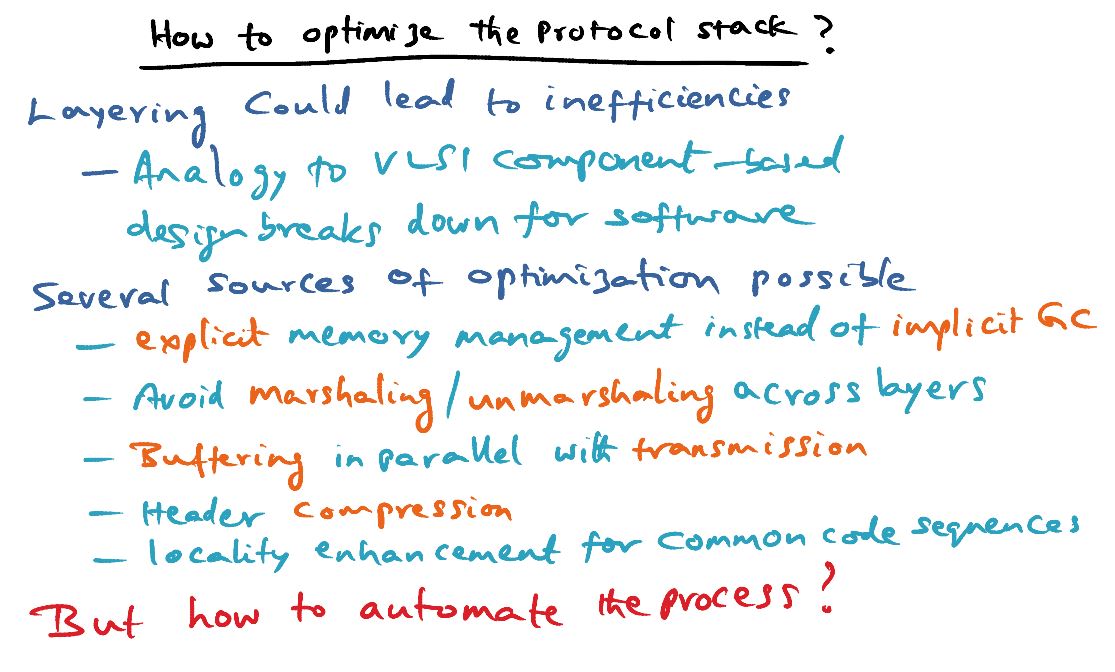 How to optimize the Protocol stack ?
Layering Could lead to inefficiencies
- Analogy to VLSI component-based
design breaks down for software
Several sources of optimization possible
- explicit memory management instead of implicit GC
- Avoid marshaling/unmarshaling across layers
- Buffering in parallel with transmission
- Header compression
- locality enhancement for common code sequences
But how to automate the process?